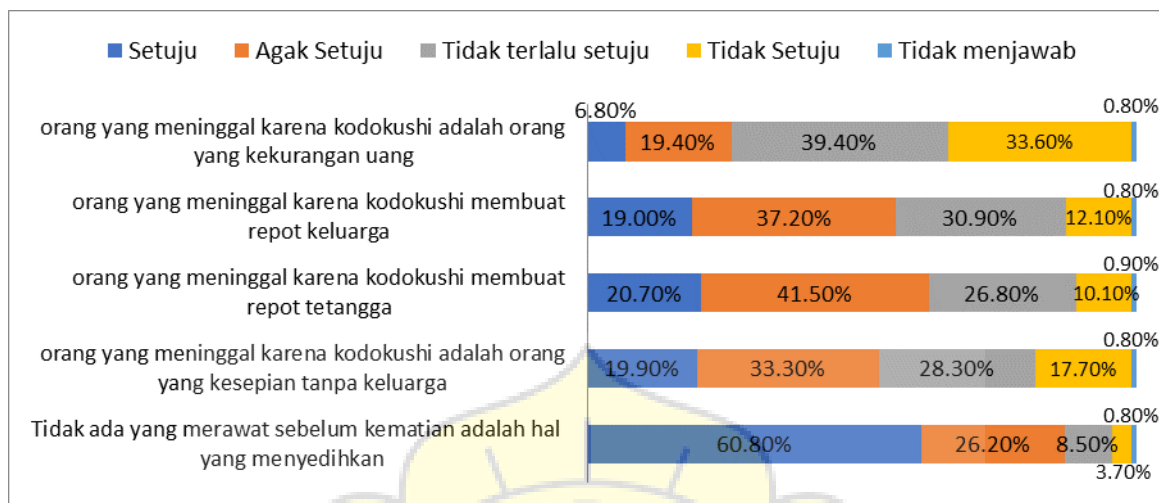 Setuju Agak Setuju Tidak terlalu setuju Tidak Setuju Tidak menjawab
6.80% 0.80%
orang yang meninggal karena kodokushi adalah orang
yang kekurangan uang
19.40% 39.40% 33.60%
0.80%
orang yang meninggal karena kodokushi membuat
repot keluarga
19.00% 37.20% 30.90% 12.10%
0.90%
orang yang meninggal karena kodokushi membuat
repot tetangga
20.70% 41.50% 26.80% 10.10%
0.80%
orang yang meninggal karena kodokushi adalah orang
yang kesepian tanpa keluarga
19.90% 33.30% 28.30% 17.70%
0.80%
Tidak ada yang merawat sebelum kematian adalah hal
yang menyedihkan
60.80% 26.20% 8.50%
3.70%